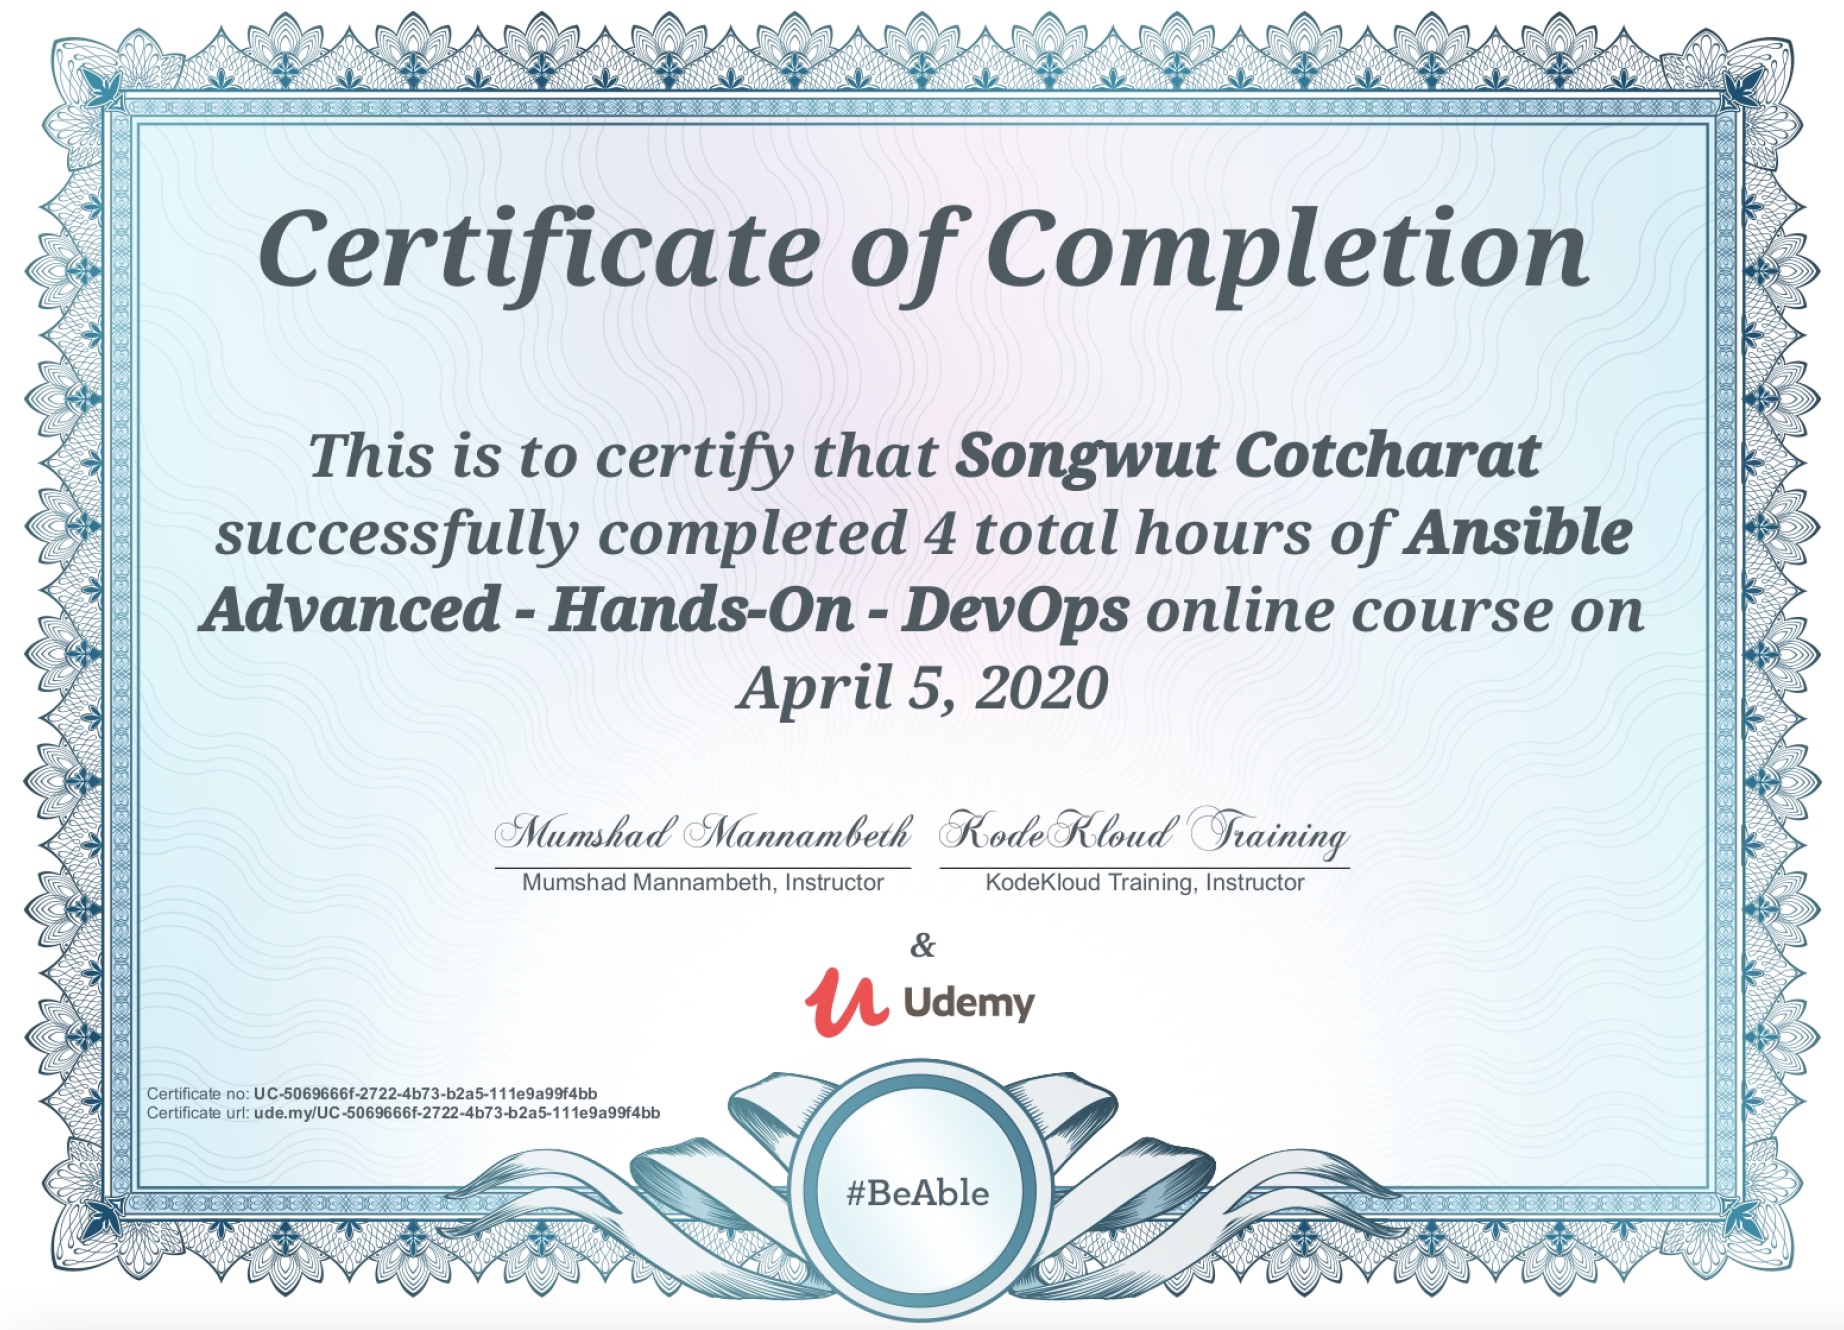 Certificate of Completion
This is to certify that Songwut Cotcharat
successfully completed 4 total hours of Ansible
Advanced - Hands-On - DevOps online course on
April 5, 2020
Mumshad Mannambeth KodeKloud Training
Mumshad Mannambeth, Instructor KodeKloud Training, Instructor
&
Udemy
Certificate no: UC-5069666f-2722-4b73-b2a5-111e9a99f4bb
Certificate url: ude.my/UC-5069666f-2722-4b73-b2a5-111e9a99f4bb
#BeAble